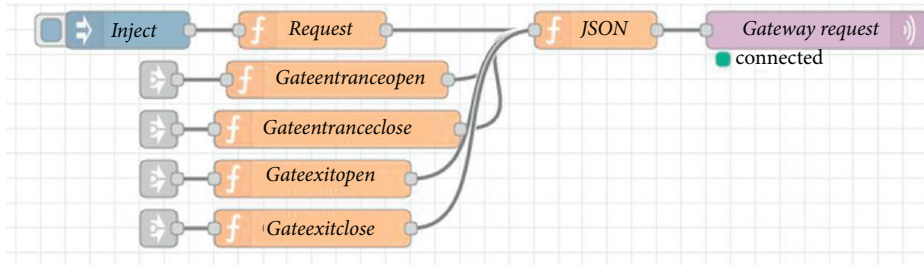 Inject
Request
JSON
Gateway request
connected
Gateentranceopen
Gateentranceclose
Gateexitopen
Gateexitclose